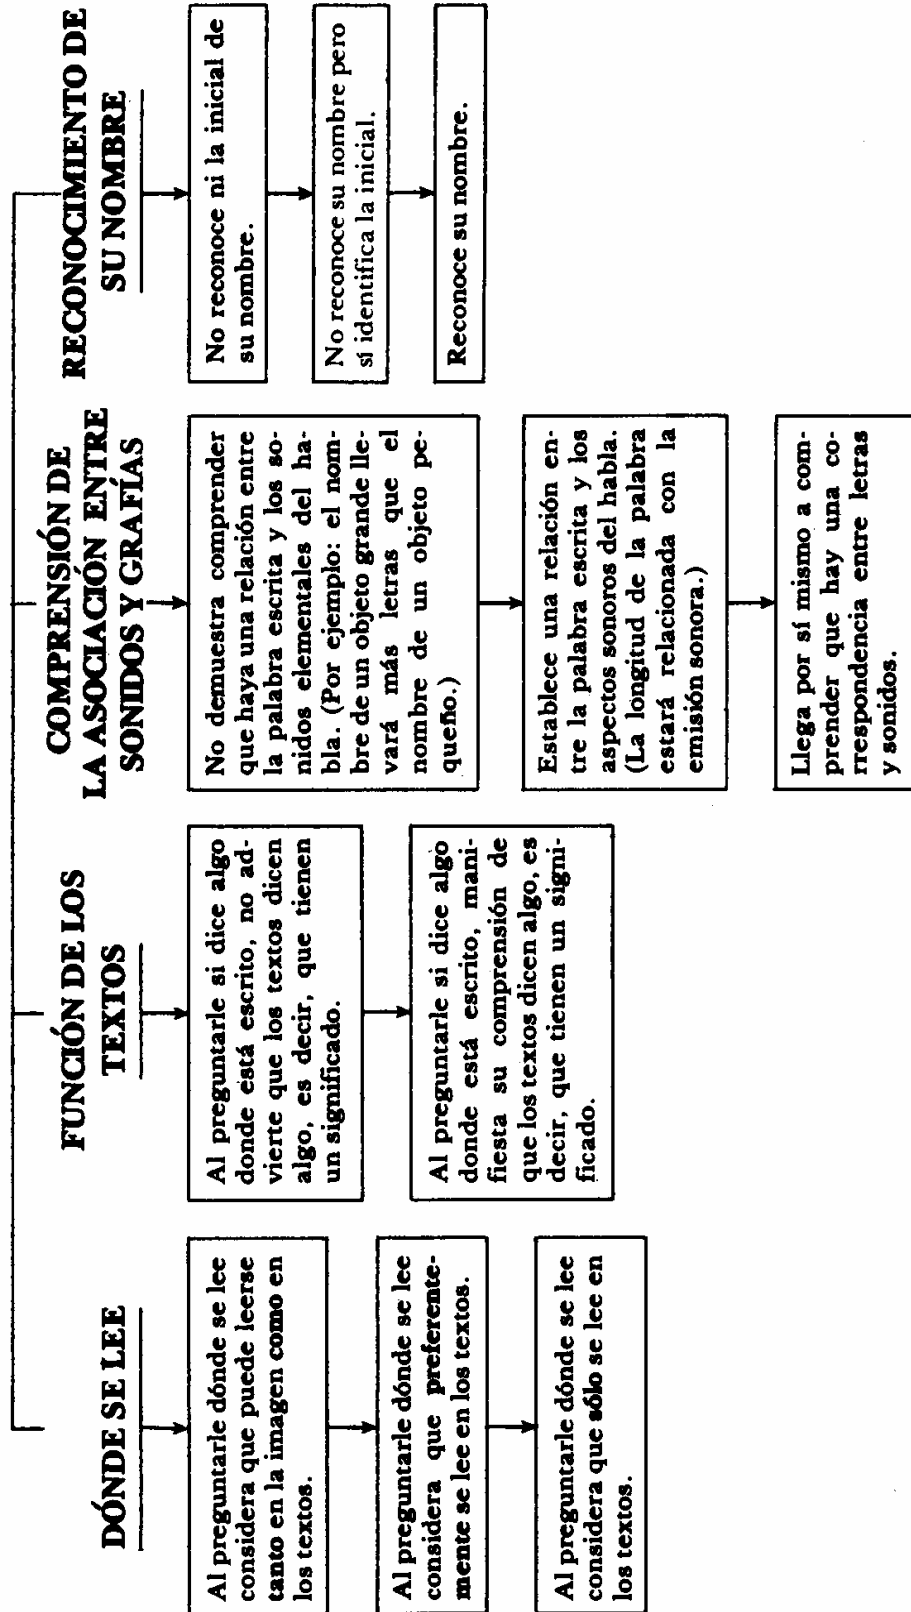 DÓNDE SE LEE
Al preguntarle dónde se lee
considera que puede leerse
tanto en la imagen como en
los textos.
Al preguntarle dónde se lee
considera que preferente-
mente se lee en los textos.
Al preguntarle dónde se lee
considera que sólo se lee en
los textos.
FUNCIÓN DE LOS
TEXTOS
Al preguntarle si dice algo
donde está escrito, no ad-
vierte que los textos dicen
algo, es decir, que tienen
un significado.
Al preguntarle si dice algo
donde está escrito, mani-
fiesta su comprensión de
que los textos dicen algo, es
decir, que tienen un signi-
ficado.
COMPRENSIÓN DE
LA ASOCIACIÓN ENTRE
SONIDOS Y GRAFÍAS
No demuestra comprender
que haya una relación entre
la palabra escrita y los so-
nidos elementales del ha-
bla. (Por ejemplo: el nom-
bre de un objeto grande lle-
vará más letras que el
nombre de un objeto pe-
queño.)
Establece una relación en-
tre la palabra escrita y los
aspectos sonoros del habla.
(La longitud de la palabra
estará relacionada con la
emisión sonora.)
Llega por sí mismo a com-
prender que hay una co-
rrespondencia entre letras
y sonidos.
RECONOCIMIENTO DE
SU NOMBRE
No reconoce ni la inicial de
su nombre.
No reconoce su nombre pero
sí identifica la inicial.
Reconoce su nombre.